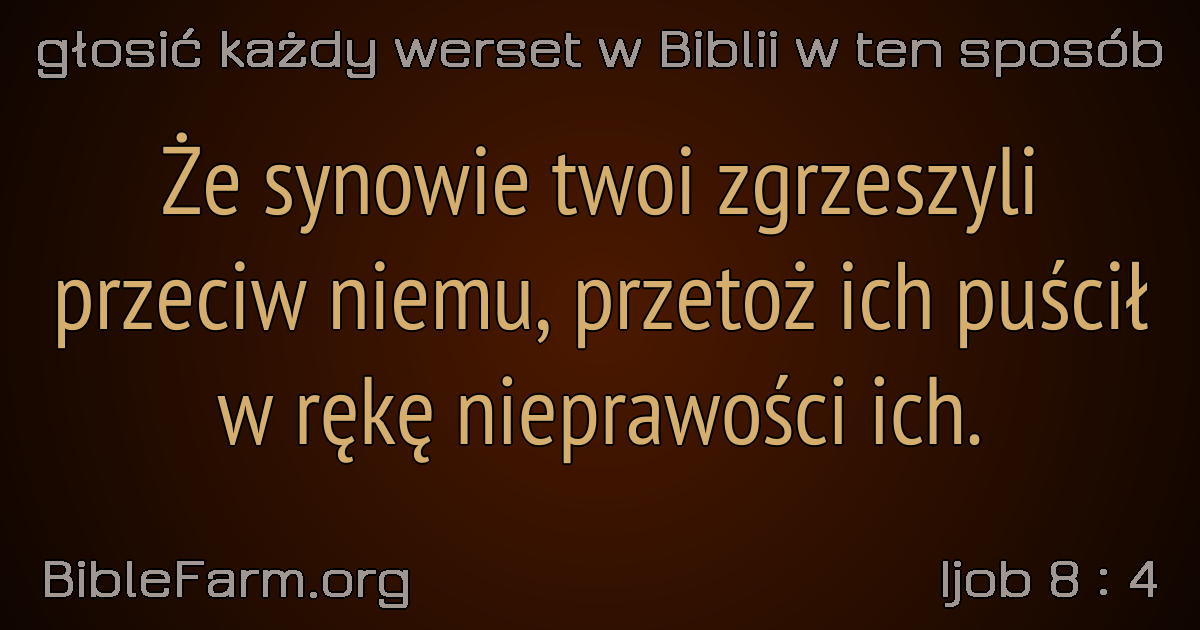 głosić każdy werset w Biblii w ten sposób
Że synowie twoi zgrzeszyli
przeciw niemu, przetoż ich puścił
w rękę nieprawości ich.
BibleFarm.org
Ijob 8 : 4